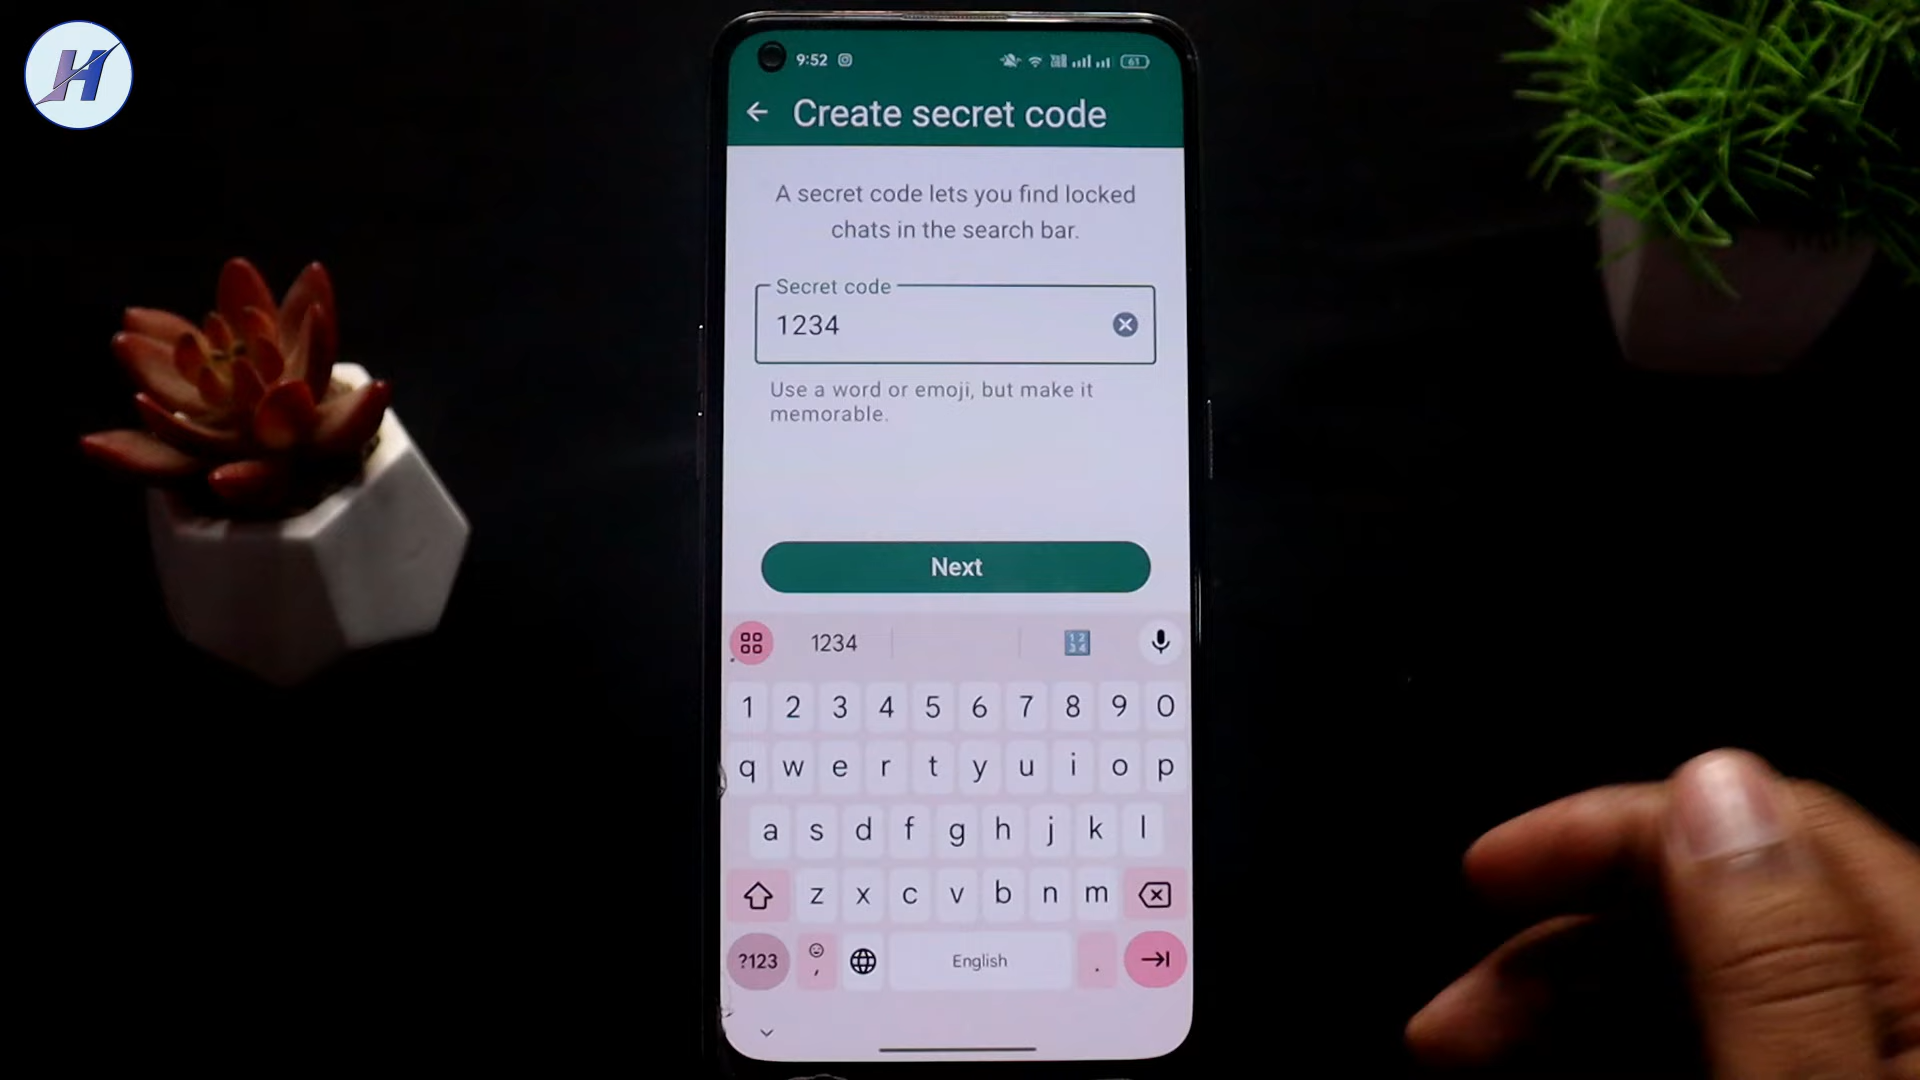 H
9:52
61
Create secret code
A secret code lets you find locked
chats in the search bar.
Secret code
1234
Use a word or emoji, but make it
memorable.
Next
1234
1 2 3 4 5 6 7 8 9 0
q w e r t y u i o p
a s d f g h j k l
z x c v b n m
?123 , English .